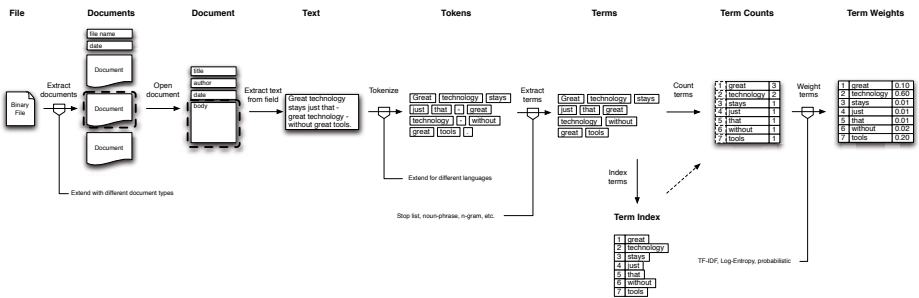 File
Documents
Document
Text
Tokens
Terms
Term Counts
Term Weights
Binary
File
Extract
documents
Extend with different document types
file name
date
Document
Document
Document
Open
document
title
author
date
body
Extract text
from field
Great technology
stays just that -
great technology -
without great tools.
Tokenize
Extend for different languages
Great technology stays
just that - great
technology - without
great tools .
Extract
terms
Stop list, noun-phrase, n-gram, etc.
Great technology stays
just that great
technology without
great tools
Index
terms
Term Index
1 great
2 technology
3 stays
4 just
5 that
6 without
7 tools
Count
terms
1 great 3
2 technology 2
3 stays 1
4 just 1
5 that 1
6 without 1
7 tools 1
Weight
terms
TF-IDF, Log-Entropy, probabilistic
1 great 0.10
2 technology 0.60
3 stays 0.01
4 just 0.01
5 that 0.01
6 without 0.02
7 tools 0.20